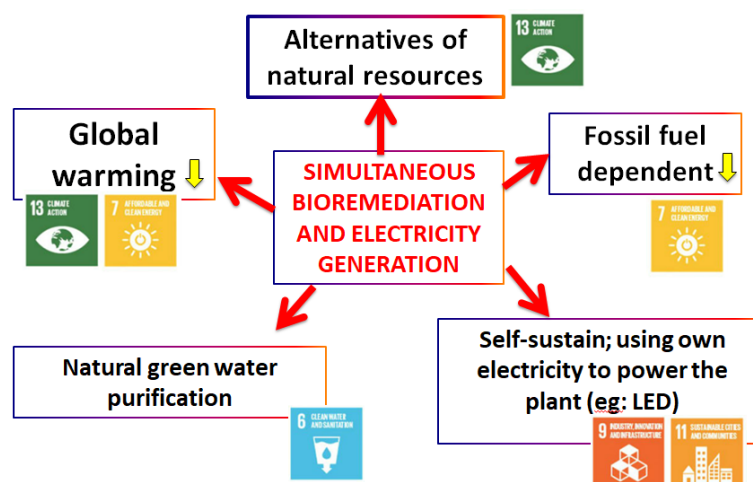 Alternatives of
natural resources
13 CLIMATE
ACTION
Global
warming
13 CLIMATE
ACTION
7 AFFORDABLE AND
CLEAN ENERGY
SIMULTANEOUS
BIOREMEDIATION
AND ELECTRICITY
GENERATION
Fossil fuel
dependent
7 AFFORDABLE AND
CLEAN ENERGY
Natural green water
purification
6 CLEAN WATER
AND SANITATION
Self-sustain; using own
electricity to power the
plant (eg: LED)
9 INDUSTRY, INNOVATION
AND INFRASTRUCTURE
11 SUSTAINABLE CITIES
AND COMMUNITIES